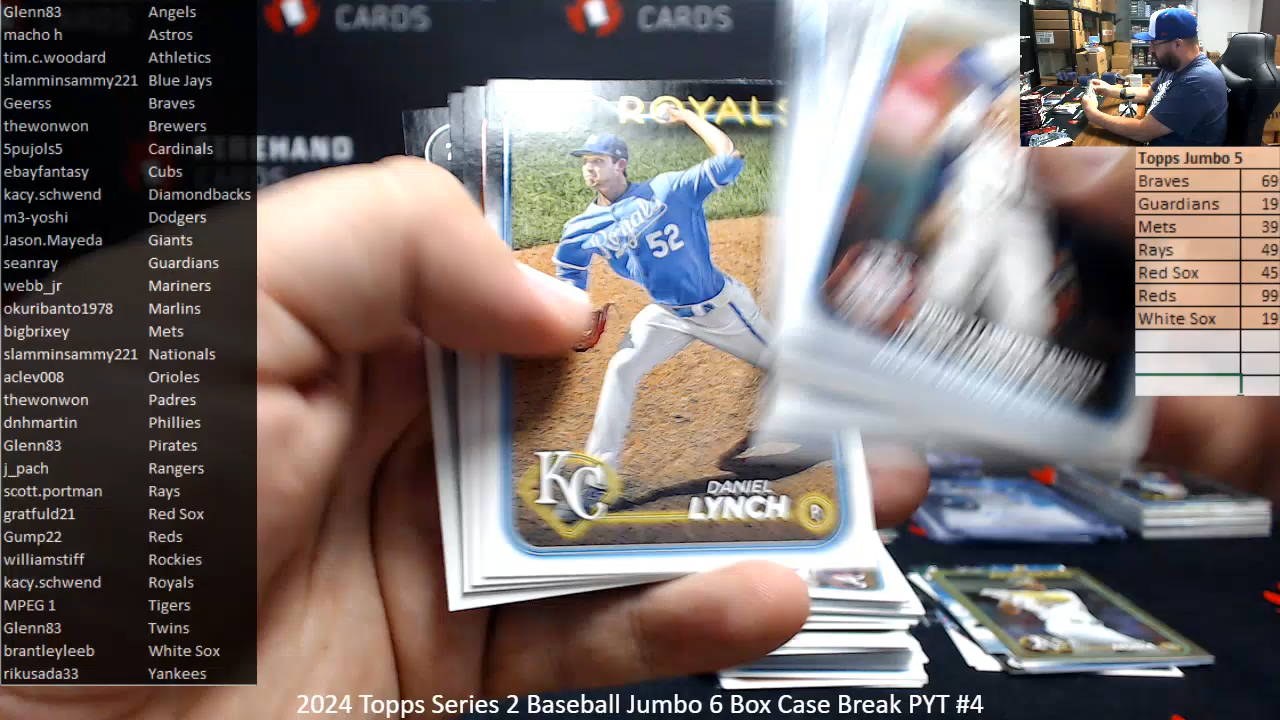 Glenn83 Angels
macho h Astros
tim.c.woodard Athletics
slamminsammy221 Blue Jays
Geerss Braves
thewonwon Brewers
5pujols5 Cardinals
ebayfantasy Cubs
kacy.schwend Diamondbacks
m3-yoshi Dodgers
Jason.Mayeda Giants
seanray Guardians
webb_jr Mariners
okuribanto1978 Marlins
bigbrixey Mets
slamminsammy221 Nationals
aclev008 Orioles
thewonwon Padres
dnhmartin Phillies
Glenn83 Pirates
j_pach Rangers
scott.portman Rays
gratfuld21 Red Sox
Gump22 Reds
williamstiff Rockies
kacy.schwend Royals
MPEG 1 Tigers
Glenn83 Twins
brantleyleeb White Sox
rikusada33 Yankees
CARDS
CARDS
ROYALS
Royals
52
KC
DANIEL
LYNCH
P
Topps Jumbo 5
Braves 69
Guardians 19
Mets 39
Rays 49
Red Sox 45
Reds 99
White Sox 19
2024 Topps Series 2 Baseball Jumbo 6 Box Case Break PYT #4